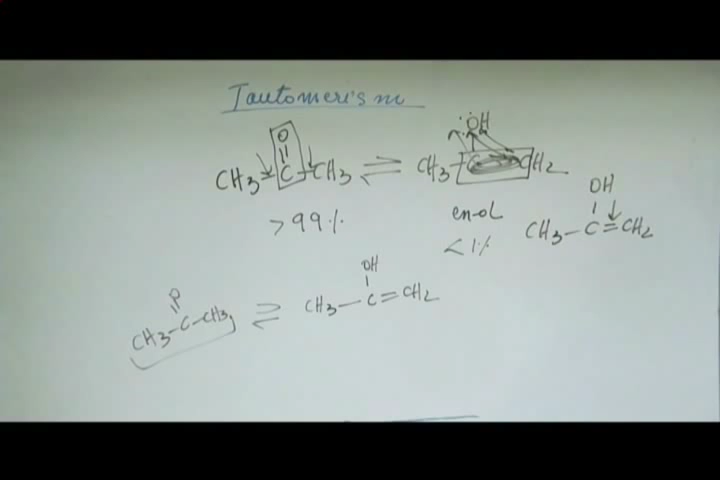 Tautomerism
O :OH
|| |
CH3-C-CH3 ⇌ CH3-C=CH2
>99% en-ol
<1%
OH
|
CH3-C=CH2
O OH
|| |
CH3-C-CH3 ⇌ CH3-C=CH2